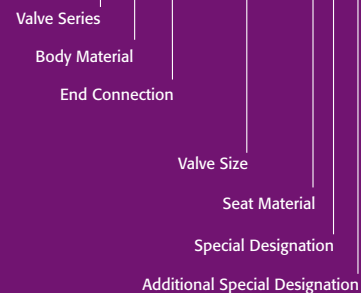 Valve Series
Body Material
End Connection
Valve Size
Seat Material
Special Designation
Additional Special Designation